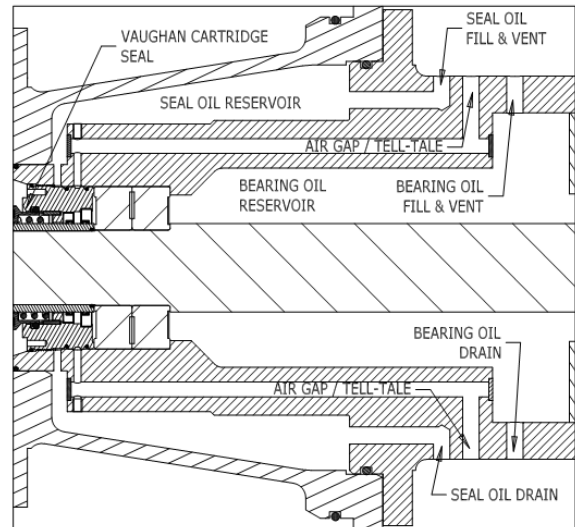 VAUGHAN CARTRIDGE
SEAL
SEAL OIL
FILL & VENT
SEAL OIL RESERVOIR
AIR GAP / TELL-TALE
BEARING OIL
RESERVOIR
BEARING OIL
FILL & VENT
BEARING OIL
DRAIN
AIR GAP / TELL-TALE
SEAL OIL DRAIN